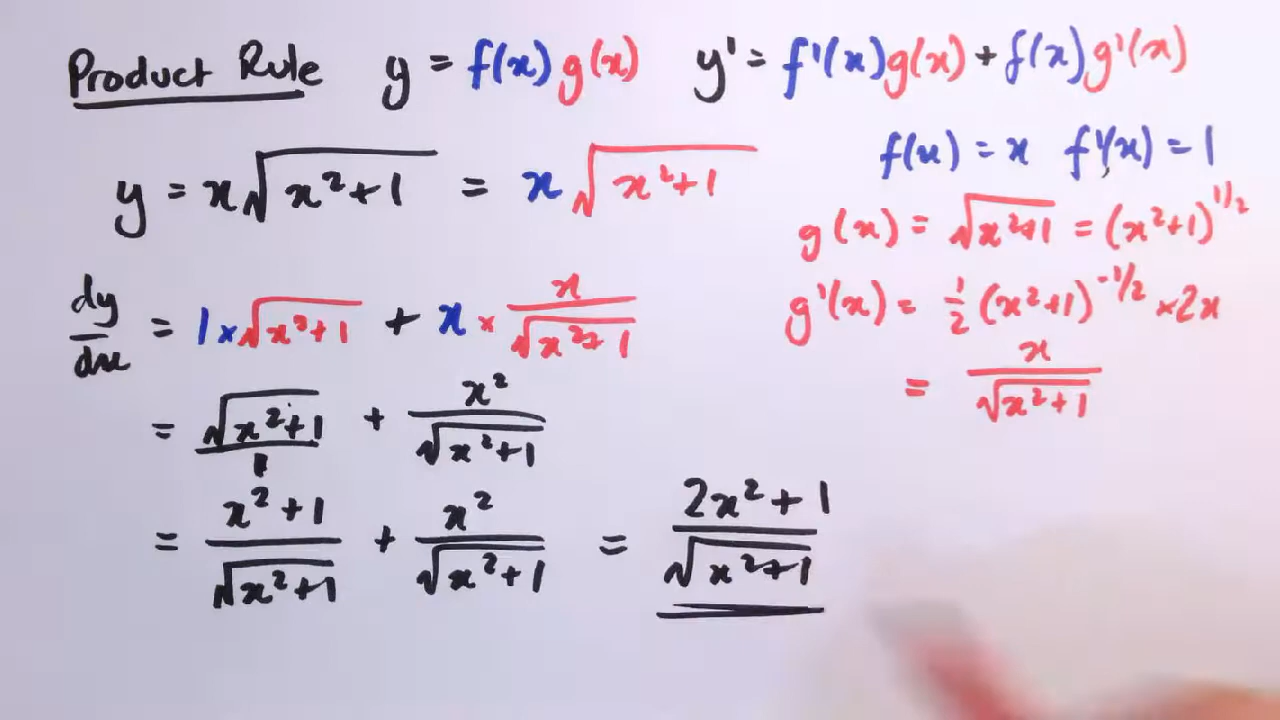 Product Rule y = f(x)g(x) y' = f'(x)g(x) + f(x)g'(x)
f(x) = x f'(x) = 1
y = x√(x²+1) = x√(x²+1)
g(x) = √(x²+1) = (x²+1)^1/2
g'(x) = 1/2 (x²+1)^-1/2 × 2x
dy/dx = 1×√(x²+1) + x × x/√(x²+1)
= x/√(x²+1)
= √(x²+1)/1 + x²/√(x²+1)
= x²+1/√(x²+1) + x²/√(x²+1) = 2x²+1/√(x²+1)